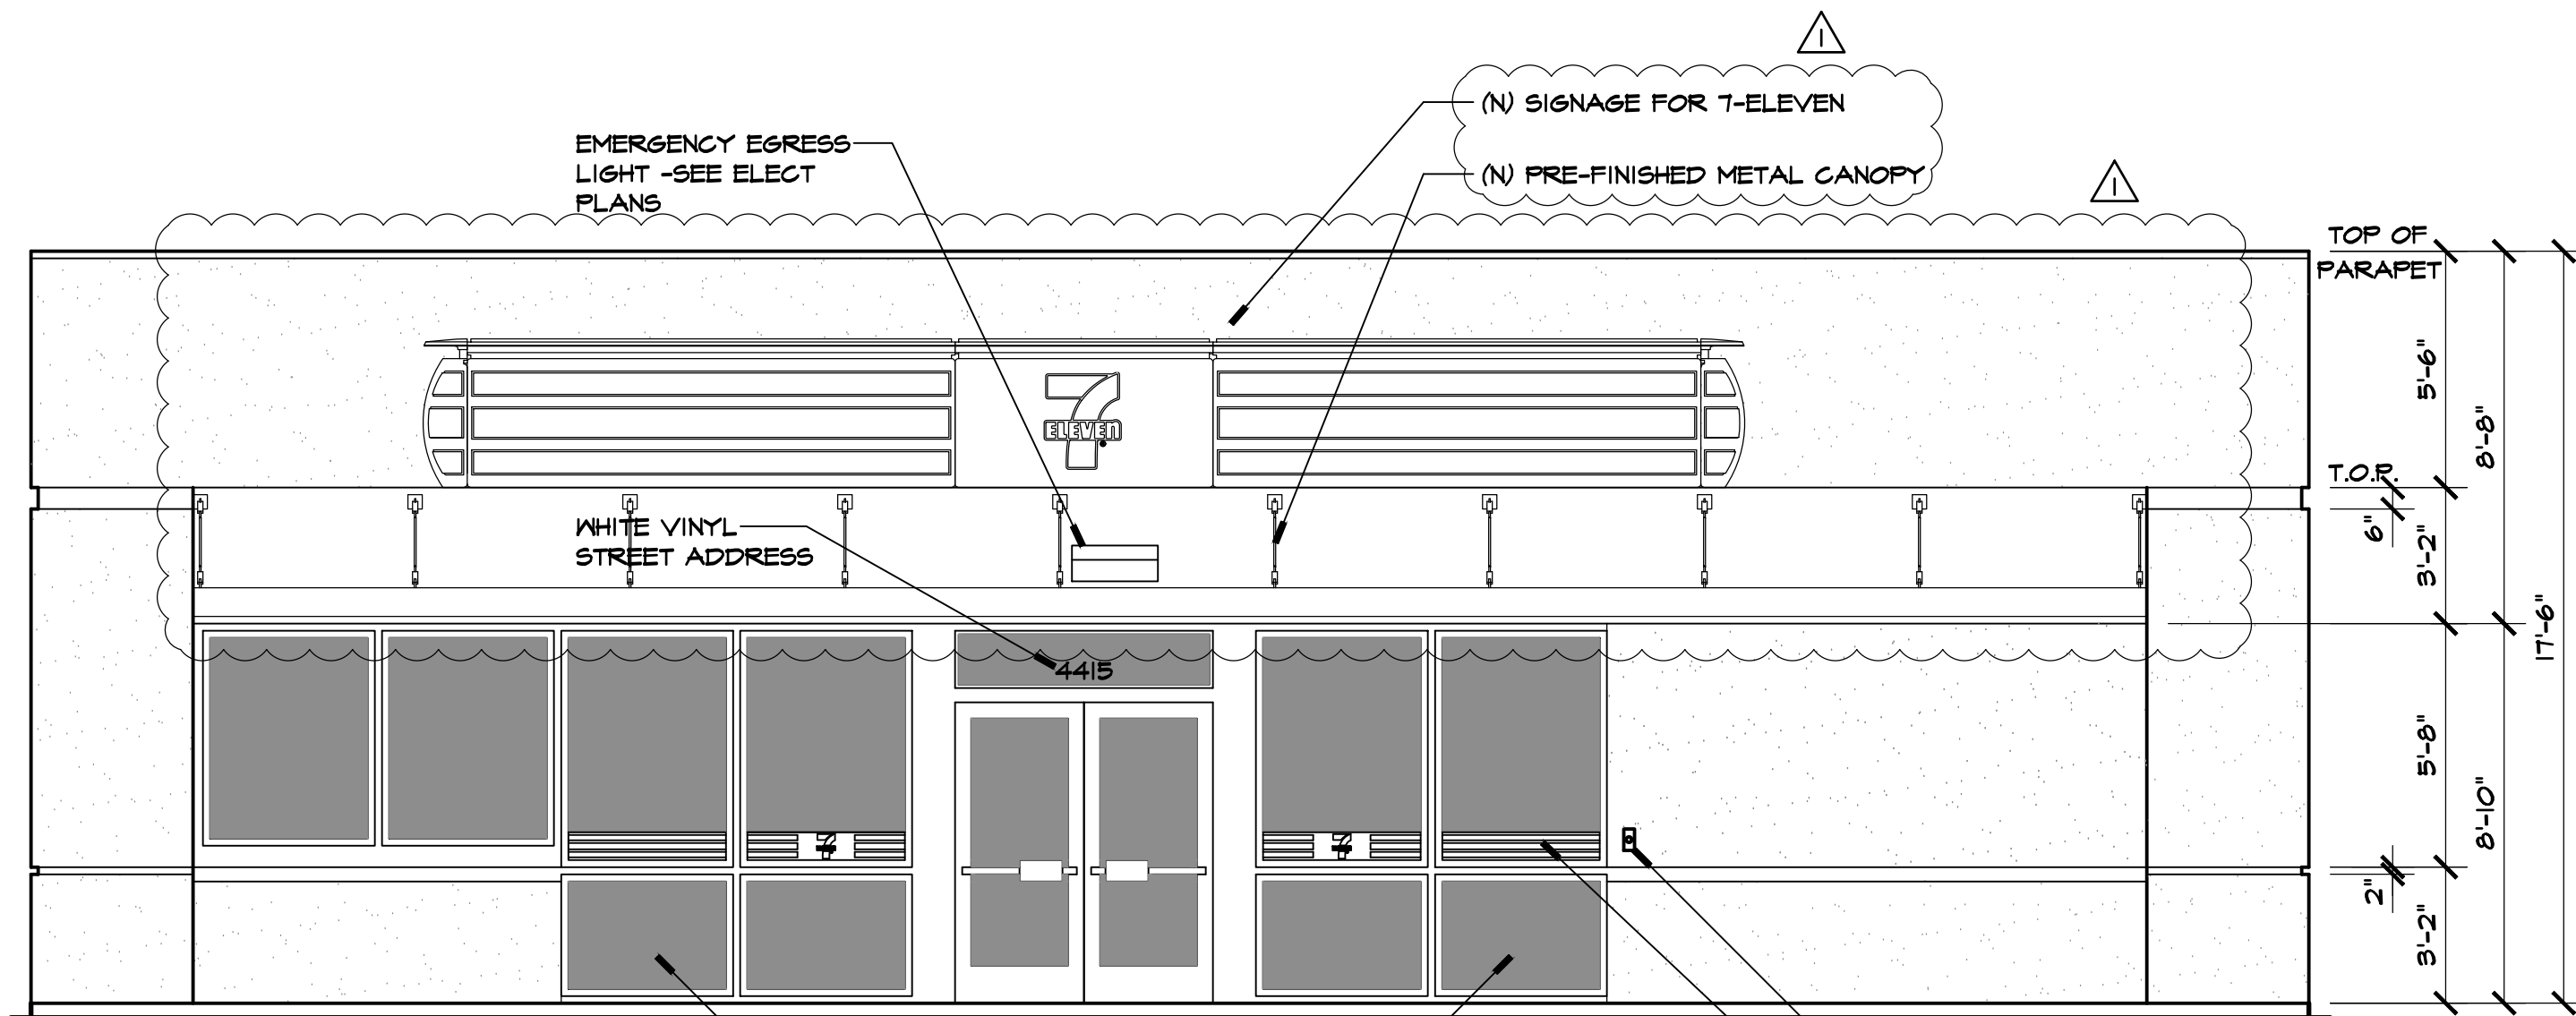 1
(N) SIGNAGE FOR 7-ELEVEN
EMERGENCY EGRESS
LIGHT -SEE ELECT
PLANS
(N) PRE-FINISHED METAL CANOPY
1
TOP OF
PARAPET
5'-6"
8'-8"
7
ELEVEN
T.O.P.
6"
3'-2"
WHITE VINYL
STREET ADDRESS
17'-6"
4415
5'-8"
8'-10"
7
7
2"
3'-2"